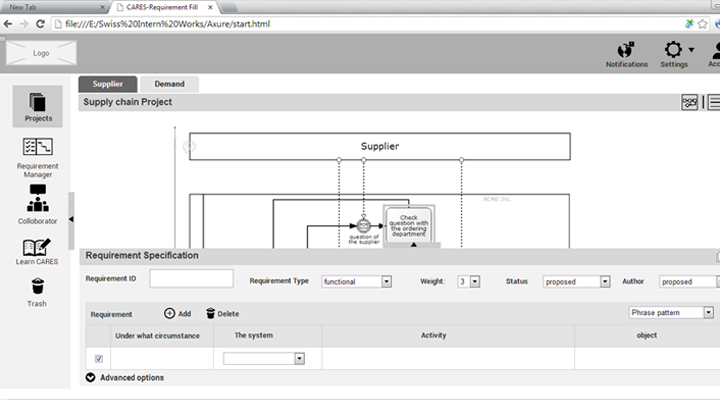 New Tab
CARES-Requirement Fill
file:///E:/Swiss%20Intern%20Works/Axure/start.html
Logo
Notifications
Settings
Acc
Supplier
Demand
Supply chain Project
Projects
Requirement
Manager
Colloborator
Learn CARES
Trash
Supplier
ACME Inc.
Check
question with
the ordering
department
question of
the supplier
Requirement Specification
Requirement ID
Requirement Type
functional
Weight:
3
Status
proposed
Author
proposed
Requirement
Add
Delete
Phrase pattern
Under what circumstance
The system
Activity
object
Advanced options